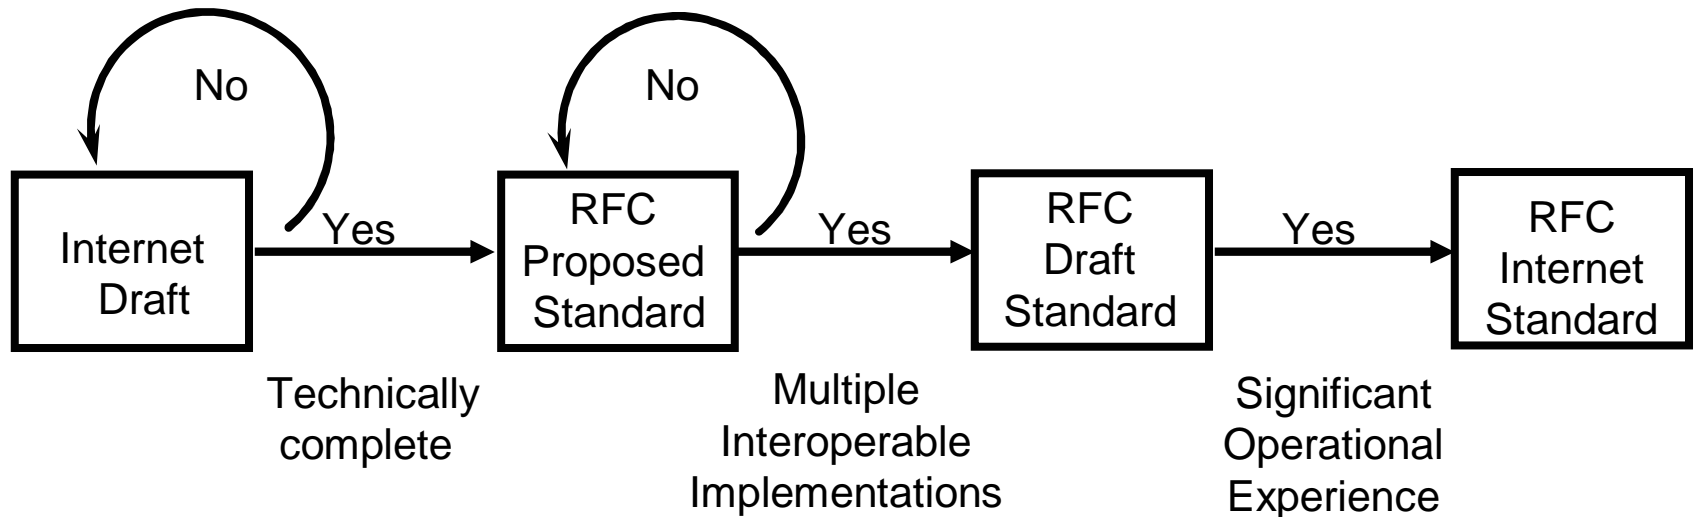 No
No
Internet
Draft
Yes
RFC
Proposed
Standard
Yes
RFC
Draft
Standard
Yes
RFC
Internet
Standard
Technically
complete
Multiple
Interoperable
Implementations
Significant
Operational
Experience